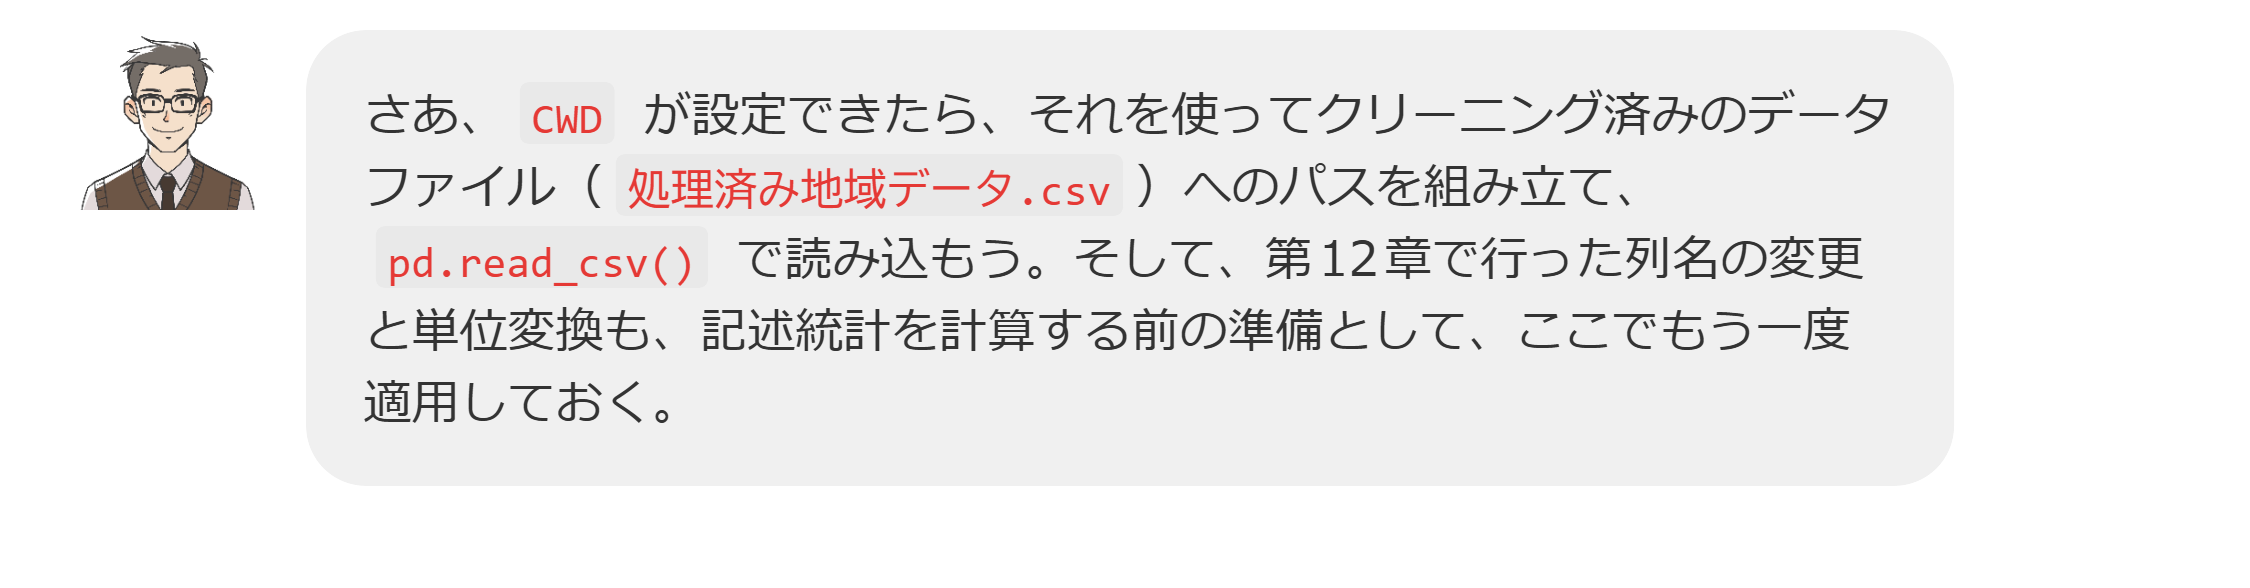 さあ、 CWD が設定できたら、それを使ってクリーニング済みのデータ
ファイル（ 処理済み地域データ.csv ）へのパスを組み立て、
pd.read_csv() で読み込もう。そして、第12章で行った列名の変更
と単位変換も、記述統計を計算する前の準備として、ここでもう一度
適用しておく。